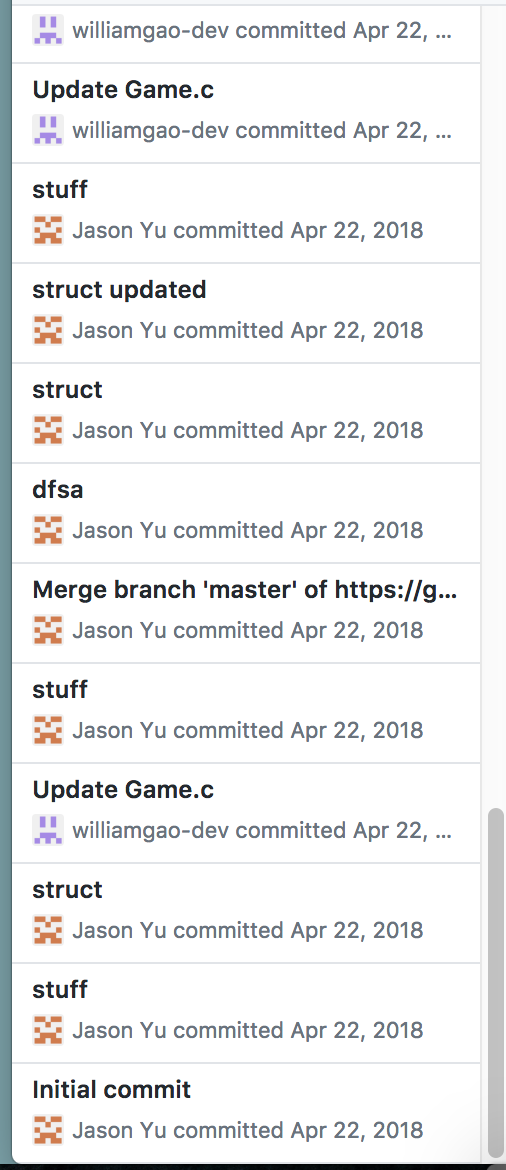 williamgao-dev committed Apr 22, ...
Update Game.c
williamgao-dev committed Apr 22, ...
stuff
Jason Yu committed Apr 22, 2018
struct updated
Jason Yu committed Apr 22, 2018
struct
Jason Yu committed Apr 22, 2018
dfsa
Jason Yu committed Apr 22, 2018
Merge branch 'master' of https://g...
Jason Yu committed Apr 22, 2018
stuff
Jason Yu committed Apr 22, 2018
Update Game.c
williamgao-dev committed Apr 22, ...
struct
Jason Yu committed Apr 22, 2018
stuff
Jason Yu committed Apr 22, 2018
Initial commit
Jason Yu committed Apr 22, 2018